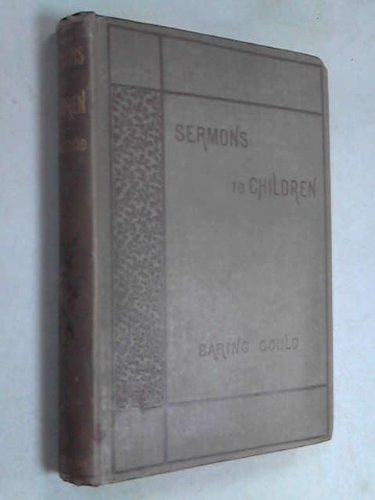 SERMONS
TO CHILDREN
BARING GOULD